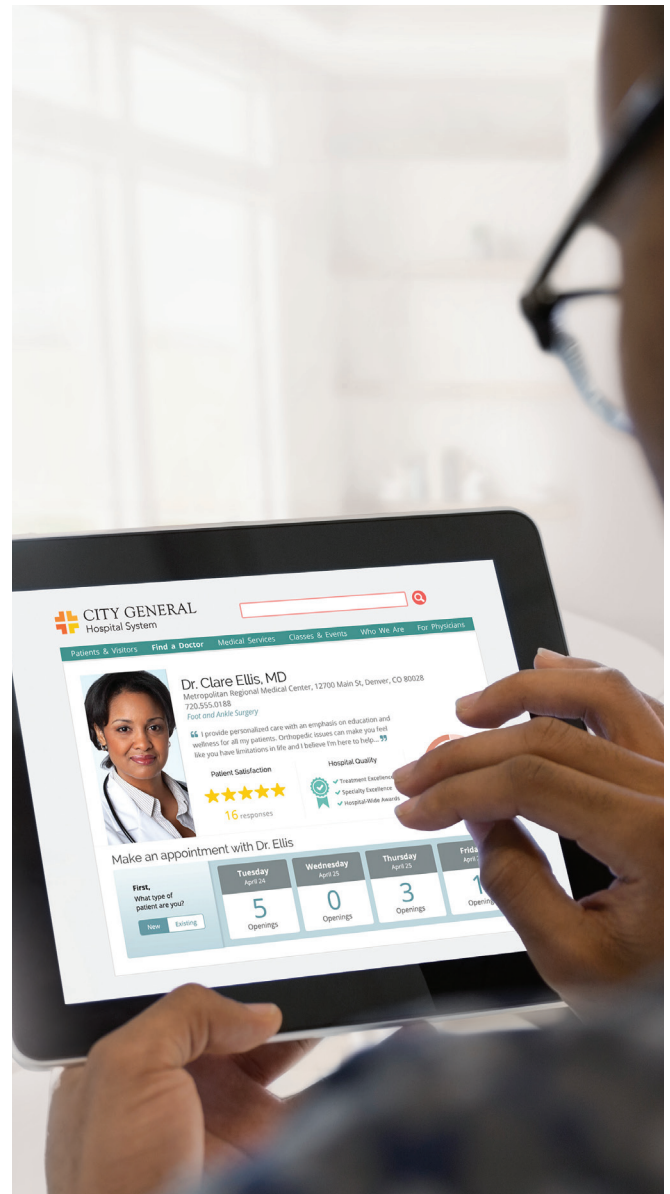 CITY GENERAL
Hospital System
Patients & Visitors Find a Doctor Medical Services Classes & Events Who We Are For Physicians
Dr. Clare Ellis, MD
Metropolitan Regional Medical Center, 12700 Main St, Denver, CO 80028
720.555.0188
Foot and Ankle Surgery
“ I provide personalized care with an emphasis on education and
wellness for all my patients. Orthopedic issues can make you feel
like you have limitations in life and I believe I'm here to help... ”
Patient Satisfaction
16 responses
Hospital Quality
✔ Treatment Excellence
✔ Specialty Excellence
✔ Hospital-Wide Awards
Make an appointment with Dr. Ellis
First,
What type of
patient are you?
New Existing
Tuesday
April 24
5
Openings
Wednesday
April 25
0
Openings
Thursday
April 25
3
Openings
April